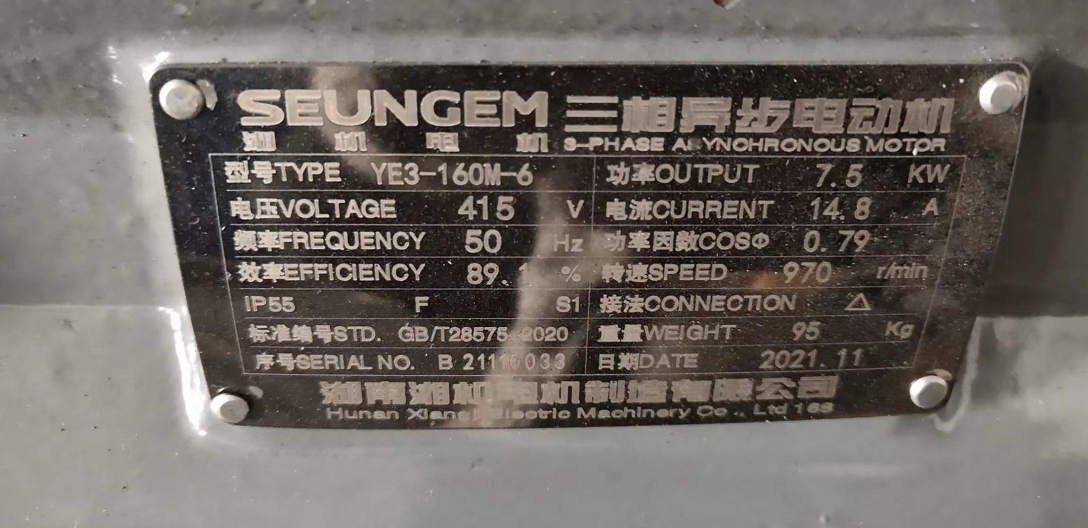 SEUNGEM 三相异步电动机
湘 机 电 机 3-PHASE ASYNCHRONOUS MOTOR
型号TYPE YE3-160M-6 功率OUTPUT 7.5 KW
电压VOLTAGE 415 V 电流CURRENT 14.8 A
频率FREQUENCY 50 Hz 功率因数COSΦ 0.79
效率EFFICIENCY 89.1 % 转速SPEED 970 r/min
IP55 F S1 接法CONNECTION △
标准编号STD. GB/T28575-2020 重量WEIGHT 95 Kg
序号SERIAL NO. B 日期DATE 2021.11
湖南湘机电机制造有限公司
Hunan Electric Machinery Co., Ltd 168